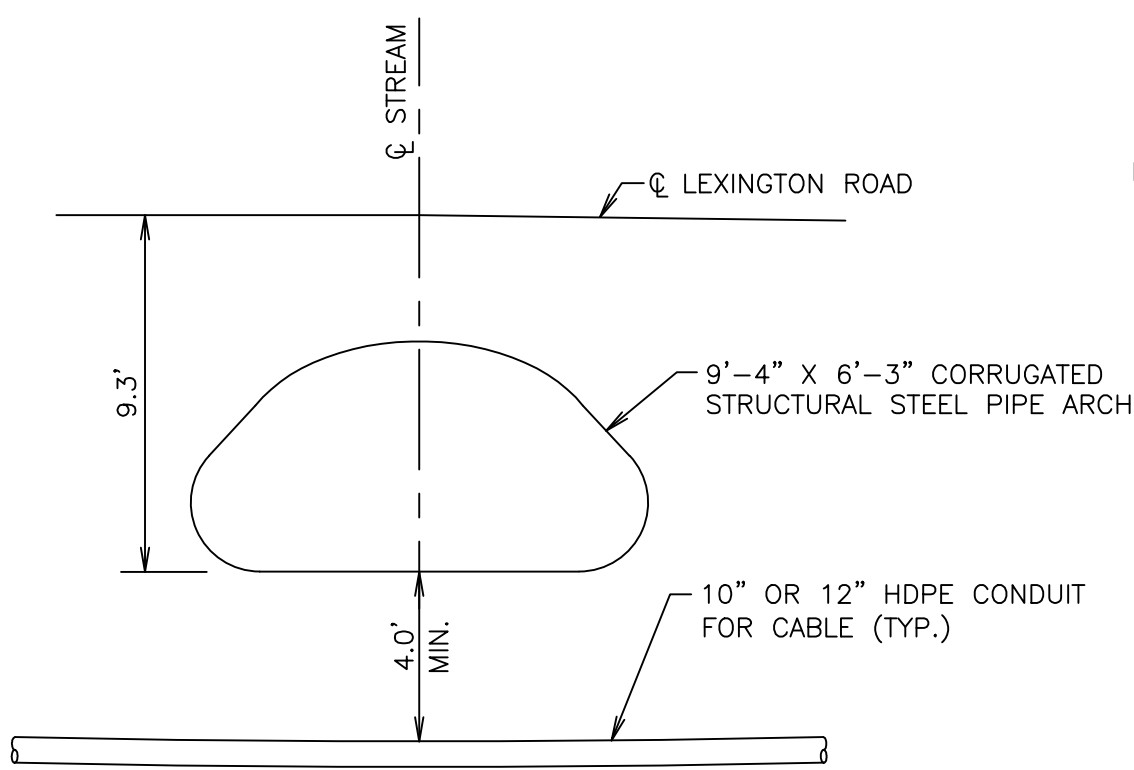 ℄ STREAM
℄ LEXINGTON ROAD
9.3'
9'-4" X 6'-3" CORRUGATED
STRUCTURAL STEEL PIPE ARCH
10" OR 12" HDPE CONDUIT
FOR CABLE (TYP.)
4.0'
MIN.